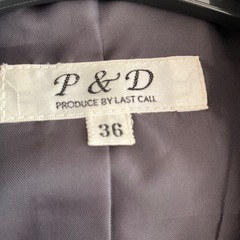 P & D
PRODUCE BY LAST CALL
36